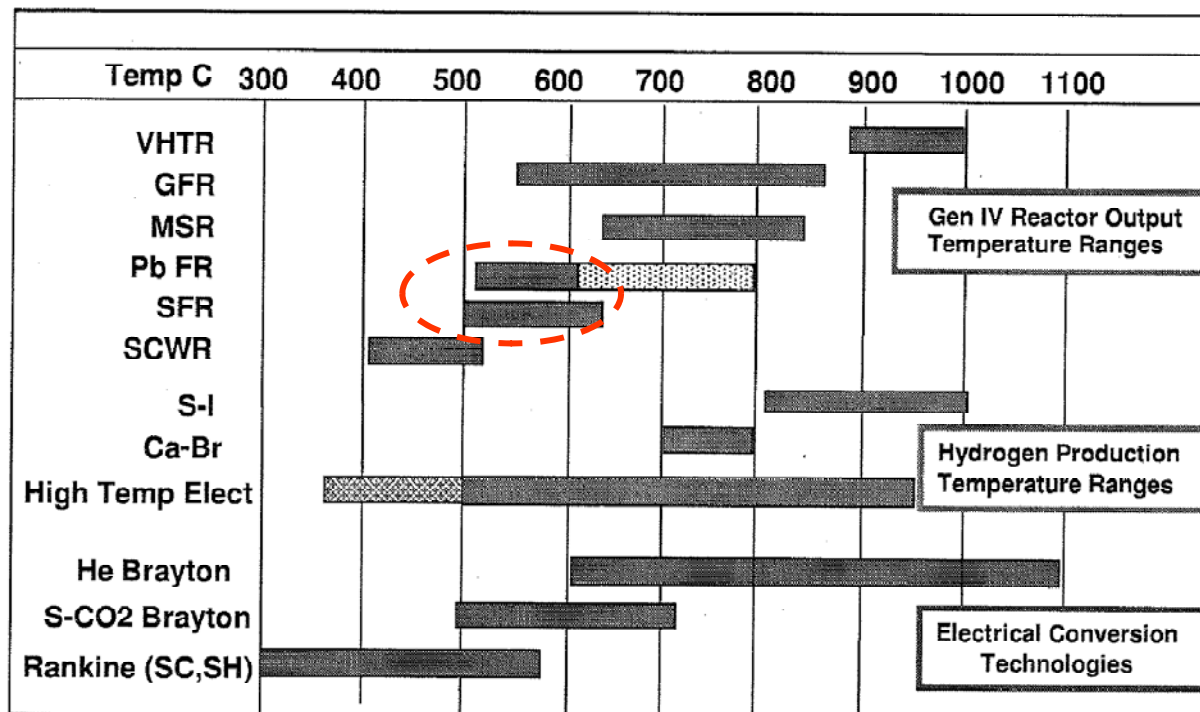 Temp C 300 400 500 600 700 800 900 1000 1100
VHTR
GFR
MSR
Gen IV Reactor Output
Temperature Ranges
Pb FR
SFR
SCWR
S-I
Ca-Br
Hydrogen Production
Temperature Ranges
High Temp Elect
He Brayton
S-CO2 Brayton
Electrical Conversion
Technologies
Rankine (SC,SH)